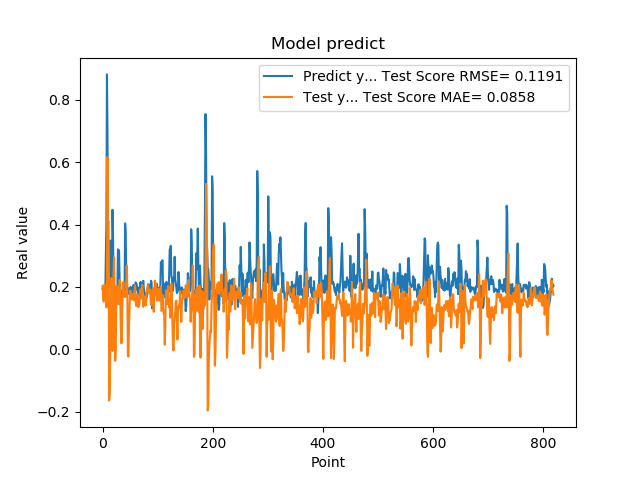 Model predict
Predict y... Test Score RMSE= 0.1191
Test y... Test Score MAE= 0.0858
Real value
0.8
0.6
0.4
0.2
0.0
−0.2
0 200 400 600 800
Point